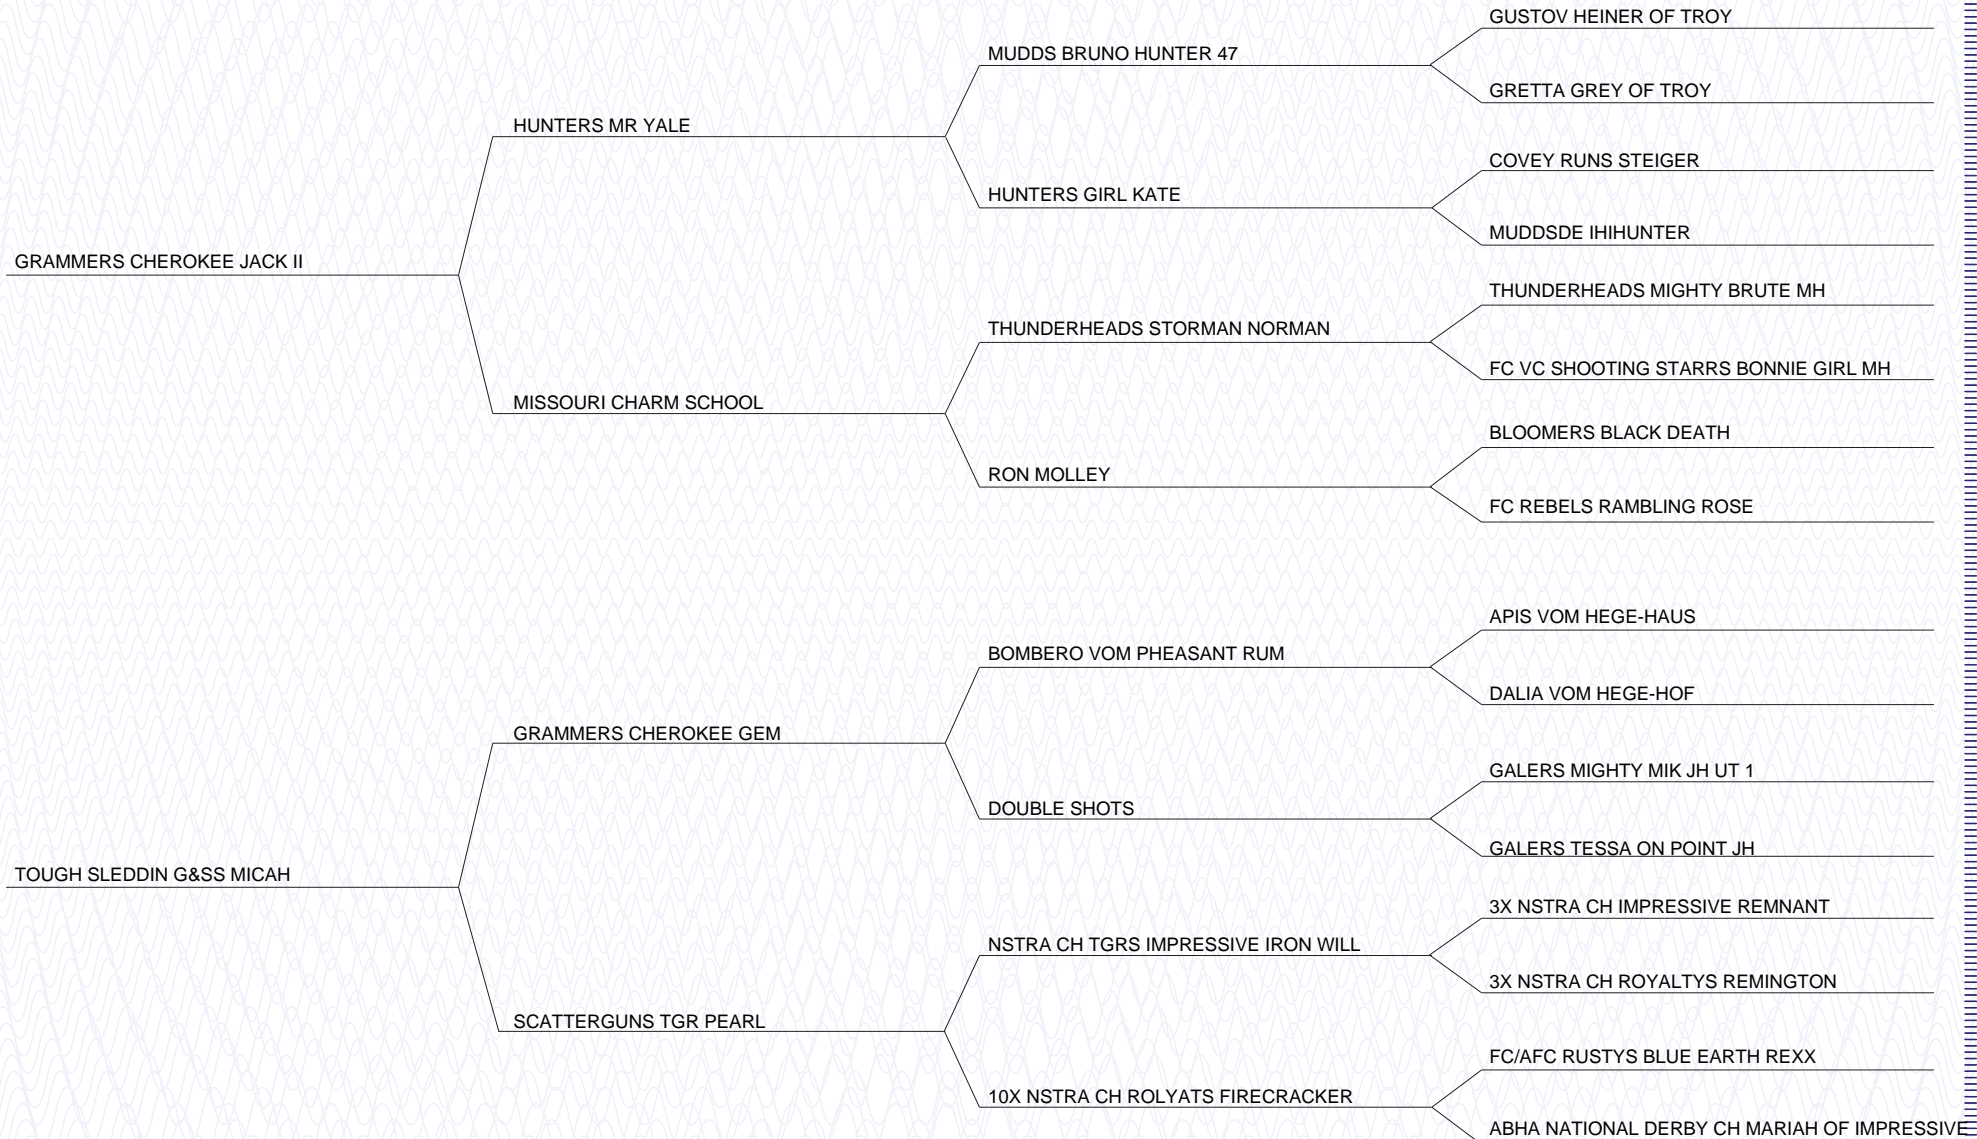 GUSTOV HEINER OF TROY
MUDDS BRUNO HUNTER 47
GRETTA GREY OF TROY
HUNTERS MR YALE
COVEY RUNS STEIGER
HUNTERS GIRL KATE
MUDDSDE IHIHUNTER
GRAMMERS CHEROKEE JACK II
THUNDERHEADS MIGHTY BRUTE MH
THUNDERHEADS STORMAN NORMAN
FC VC SHOOTING STARRS BONNIE GIRL MH
MISSOURI CHARM SCHOOL
BLOOMERS BLACK DEATH
RON MOLLEY
FC REBELS RAMBLING ROSE
APIS VOM HEGE-HAUS
BOMBERO VOM PHEASANT RUM
DALIA VOM HEGE-HOF
GRAMMERS CHEROKEE GEM
GALERS MIGHTY MIK JH UT 1
DOUBLE SHOTS
GALERS TESSA ON POINT JH
TOUGH SLEDDIN G&SS MICAH
3X NSTRA CH IMPRESSIVE REMNANT
NSTRA CH TGRS IMPRESSIVE IRON WILL
3X NSTRA CH ROYALTYS REMINGTON
SCATTERGUNS TGR PEARL
FC/AFC RUSTYS BLUE EARTH REXX
10X NSTRA CH ROLYATS FIRECRACKER
ABHA NATIONAL DERBY CH MARIAH OF IMPRESSIVE